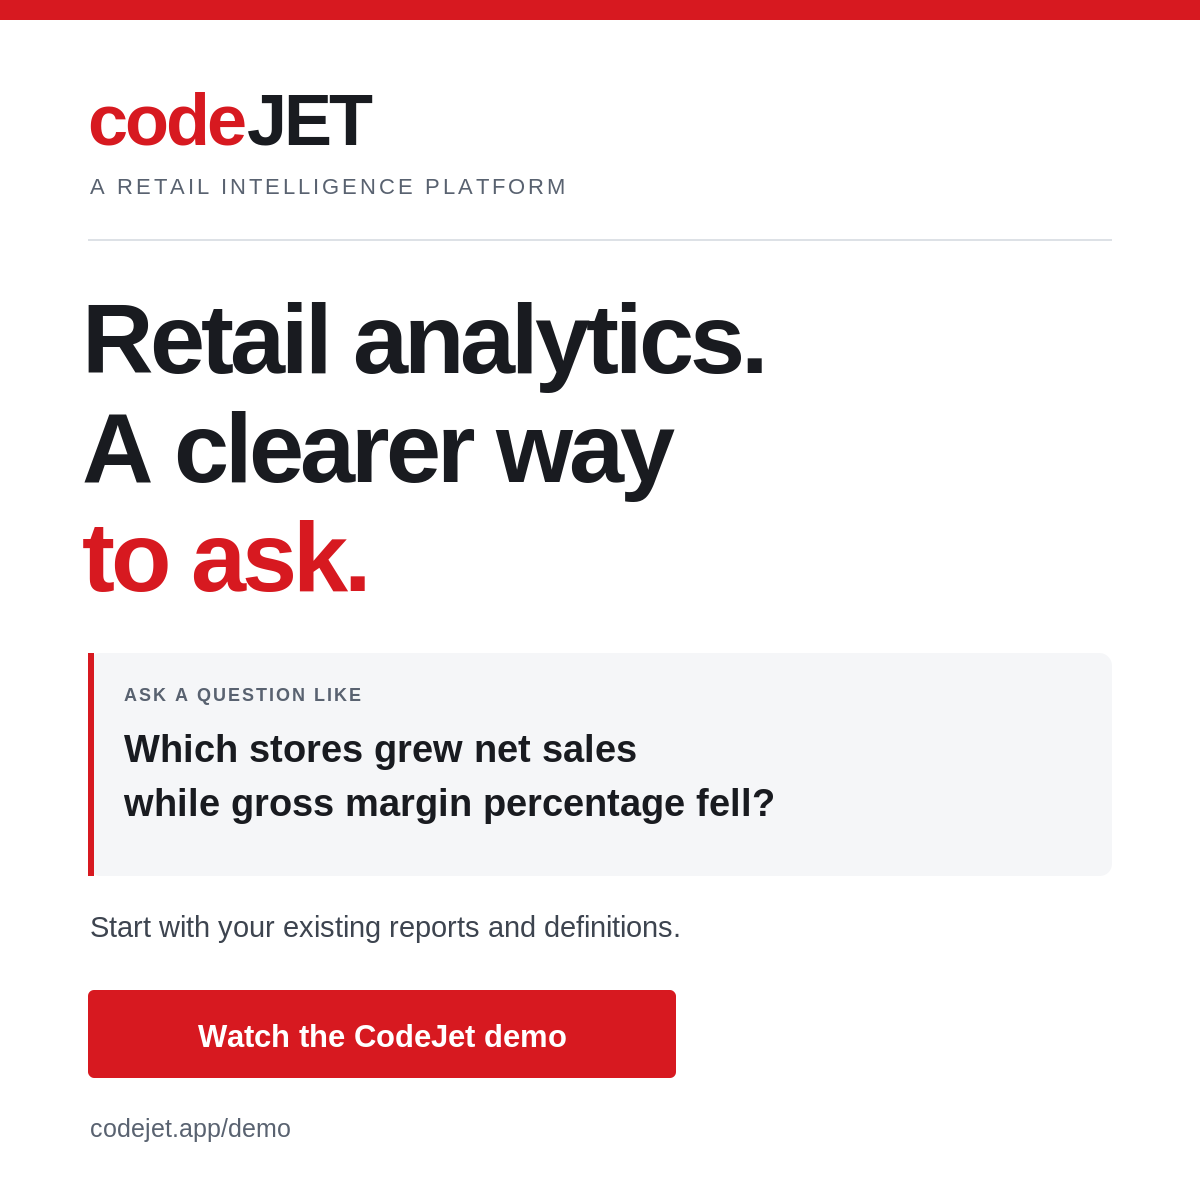 codeJET
A RETAIL INTELLIGENCE PLATFORM
Retail analytics.
A clearer way
to ask.
ASK A QUESTION LIKE
Which stores grew net sales
while gross margin percentage fell?
Start with your existing reports and definitions.
Watch the CodeJet demo
codejet.app/demo